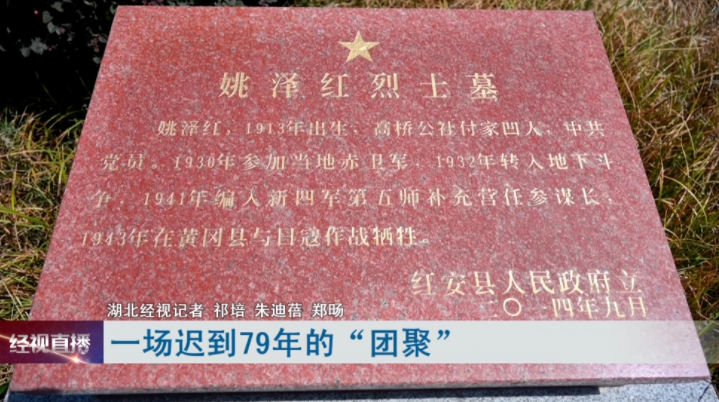 姚泽红烈士墓
姚泽红，1913年出生，高桥公社付家凹人，中共
党员。1930年参加当地赤卫军，1932年转入地下斗
争，1941年编入新四军第五师补充营任参谋长，
1943年在黄冈县与日寇作战牺牲。
红安县人民政府立
二〇一四年九月
湖北经视记者 祁培 朱迪蓓 郑旸
经视直播
一场迟到79年的“团聚”